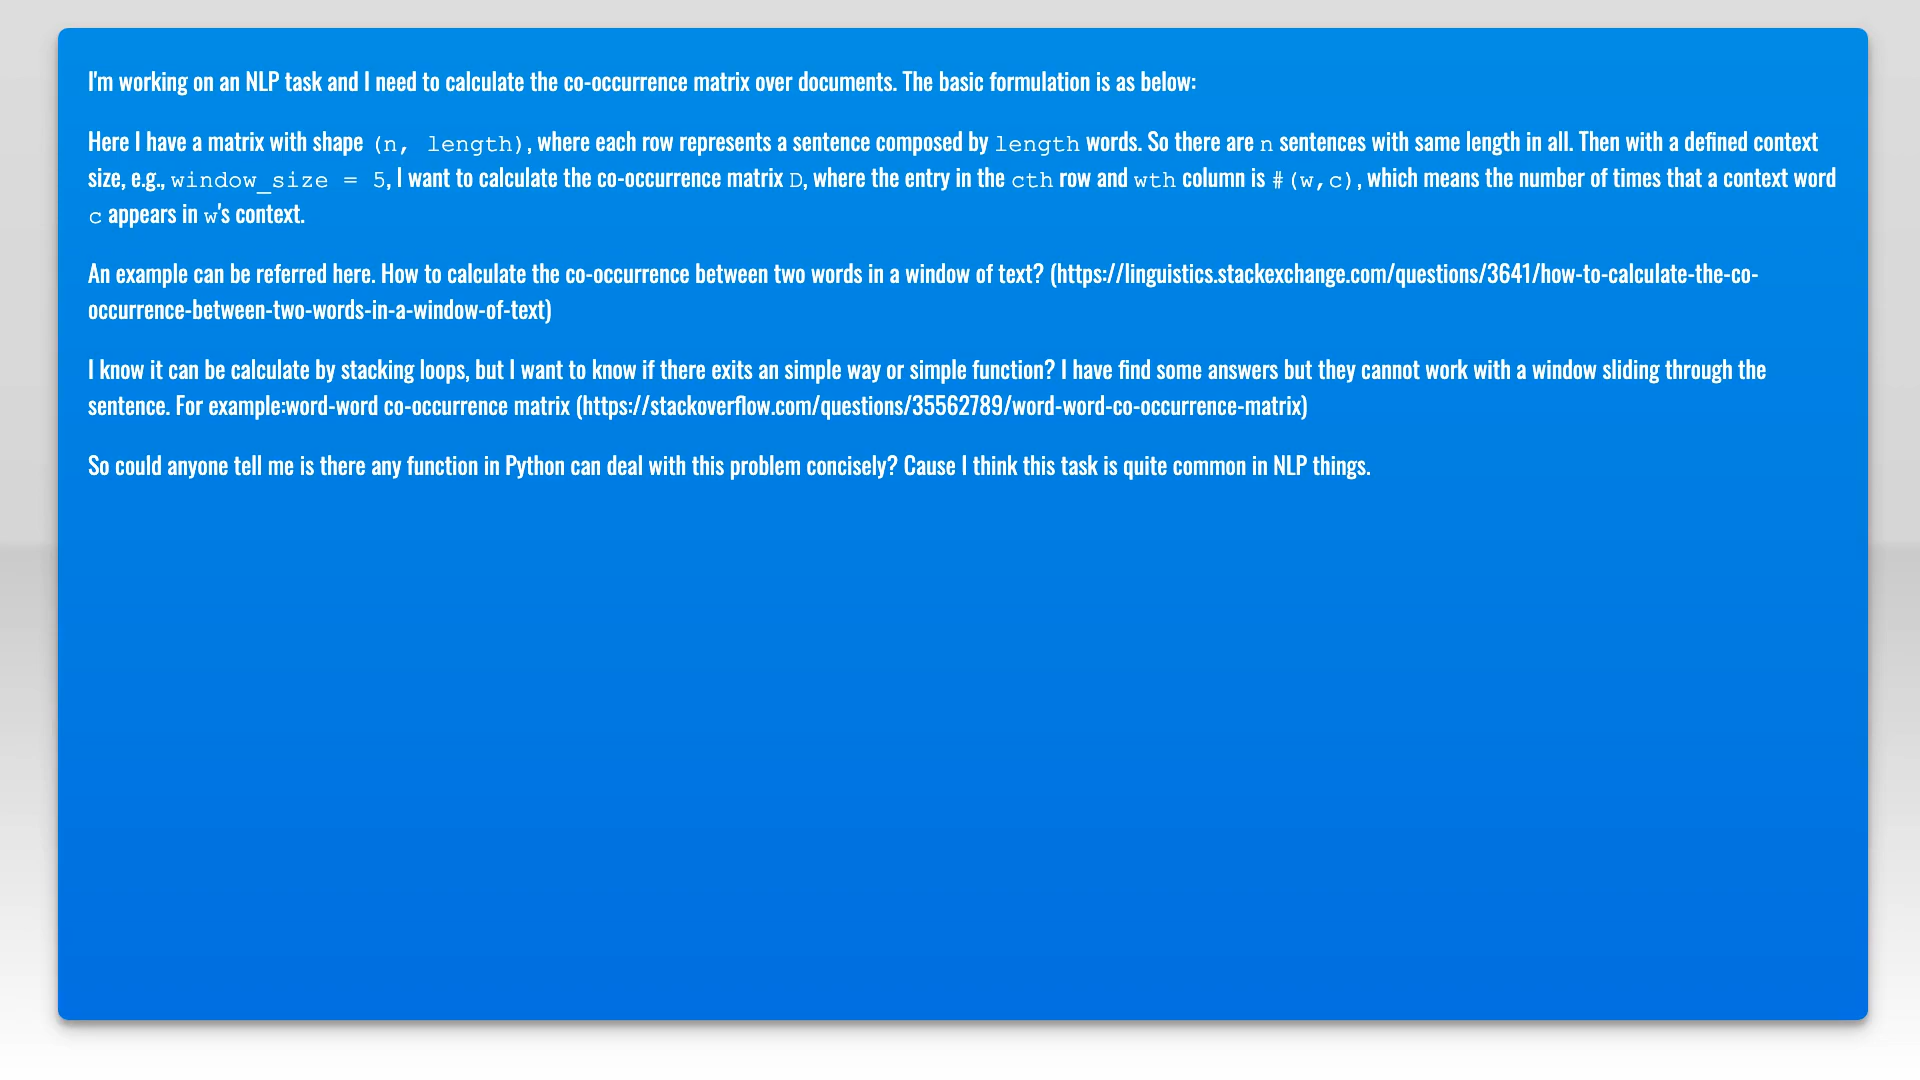 I'm working on an NLP task and I need to calculate the co-occurrence matrix over documents. The basic formulation is as below:
Here I have a matrix with shape (n, length), where each row represents a sentence composed by length words. So there are n sentences with same length in all. Then with a defined context
size, e.g., window_size = 5, I want to calculate the co-occurrence matrix D, where the entry in the cth row and wth column is #(w,c), which means the number of times that a context word
c appears in w's context.
An example can be referred here. How to calculate the co-occurrence between two words in a window of text? (https://linguistics.stackexchange.com/questions/3641/how-to-calculate-the-co-
occurrence-between-two-words-in-a-window-of-text)
I know it can be calculate by stacking loops, but I want to know if there exits an simple way or simple function? I have find some answers but they cannot work with a window sliding through the
sentence. For example:word-word co-occurrence matrix (https://stackoverflow.com/questions/35562789/word-word-co-occurrence-matrix)
So could anyone tell me is there any function in Python can deal with this problem concisely? Cause I think this task is quite common in NLP things.